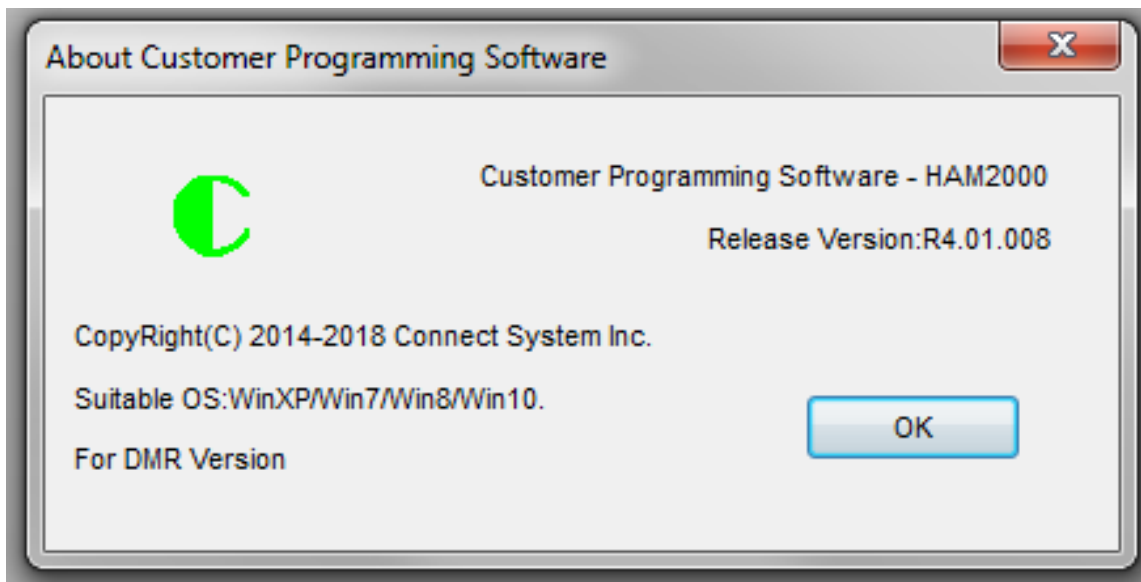 About Customer Programming Software
Customer Programming Software - HAM2000
Release Version:R4.01.008
CopyRight(C) 2014-2018 Connect System Inc.
Suitable OS:WinXP/Win7/Win8/Win10.
OK
For DMR Version